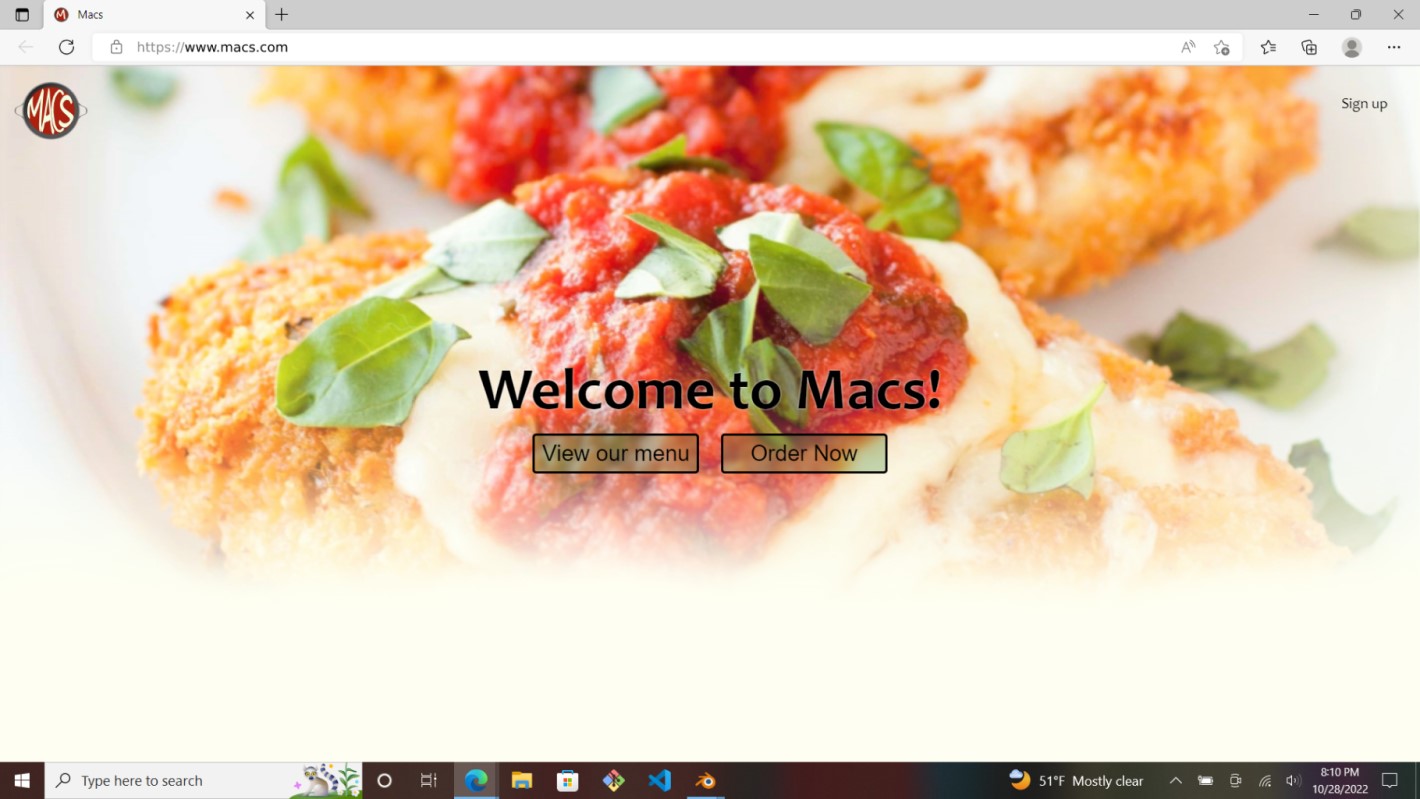 Macs
https://www.macs.com
MACS
Sign up
Welcome to Macs!
View our menu
Order Now
Type here to search
51°F Mostly clear
8:10 PM
10/28/2022